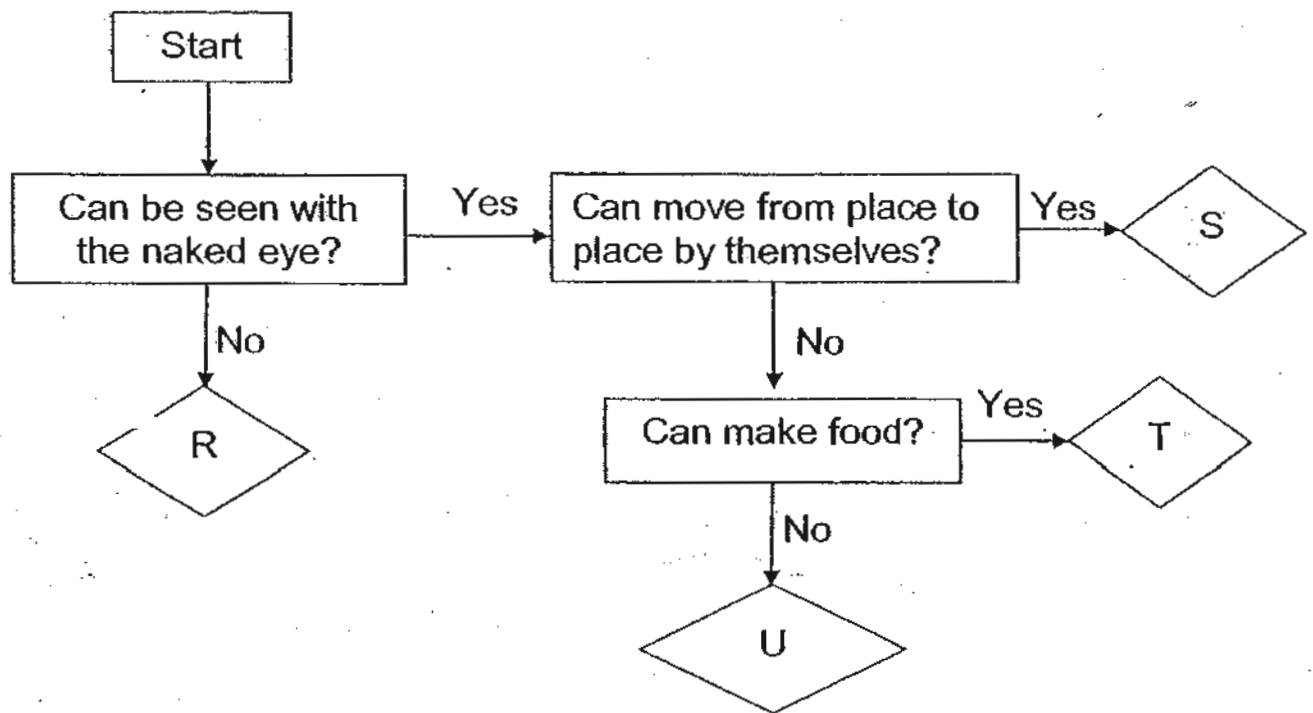 Start
Can be seen with
the naked eye?
Yes
Can move from place to
place by themselves?
Yes
S
No
No
R
Can make food?
Yes
T
No
U